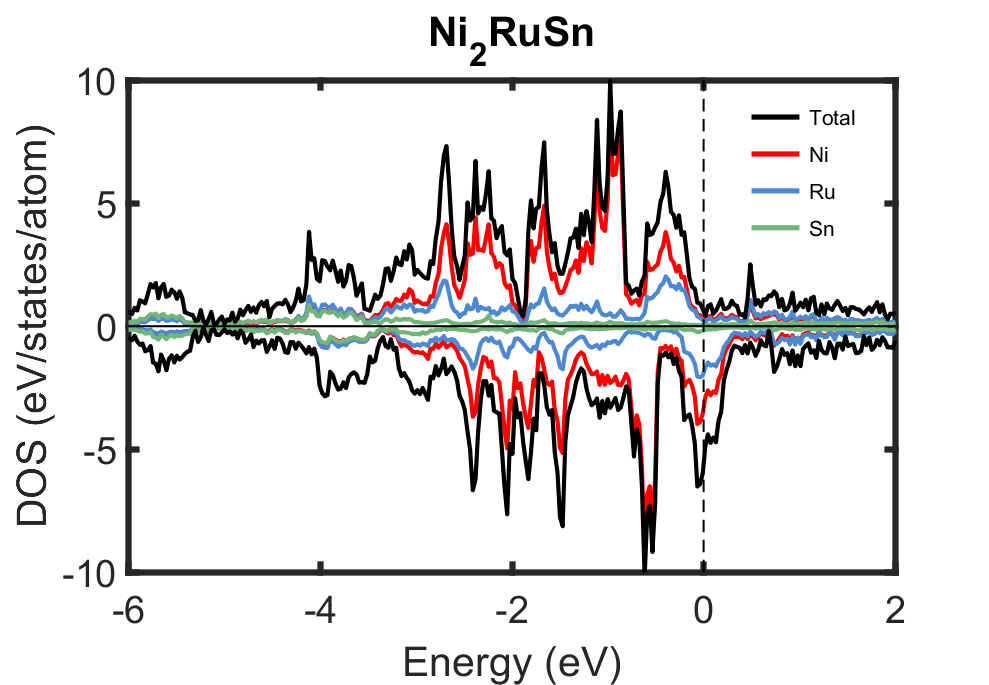 Ni₂RuSn
DOS (eV/states/atom)
10
5
0
-5
-10
Total
Ni
Ru
Sn
-6
-4
-2
0
2
Energy (eV)